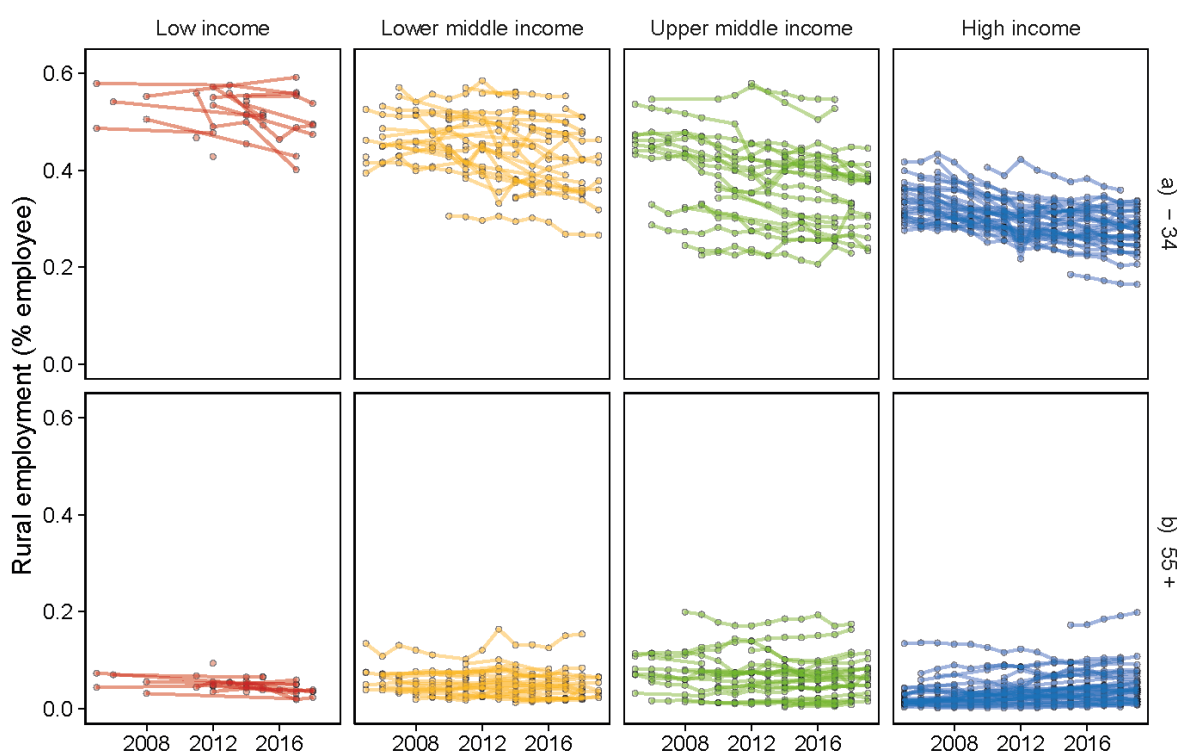 Low income
Lower middle income
Upper middle income
High income
Rural employment (% employee)
0.6
0.4
0.2
0.0
a) – 34
0.6
0.4
0.2
0.0
b) 55 +
2008 2012 2016
2008 2012 2016
2008 2012 2016
2008 2012 2016